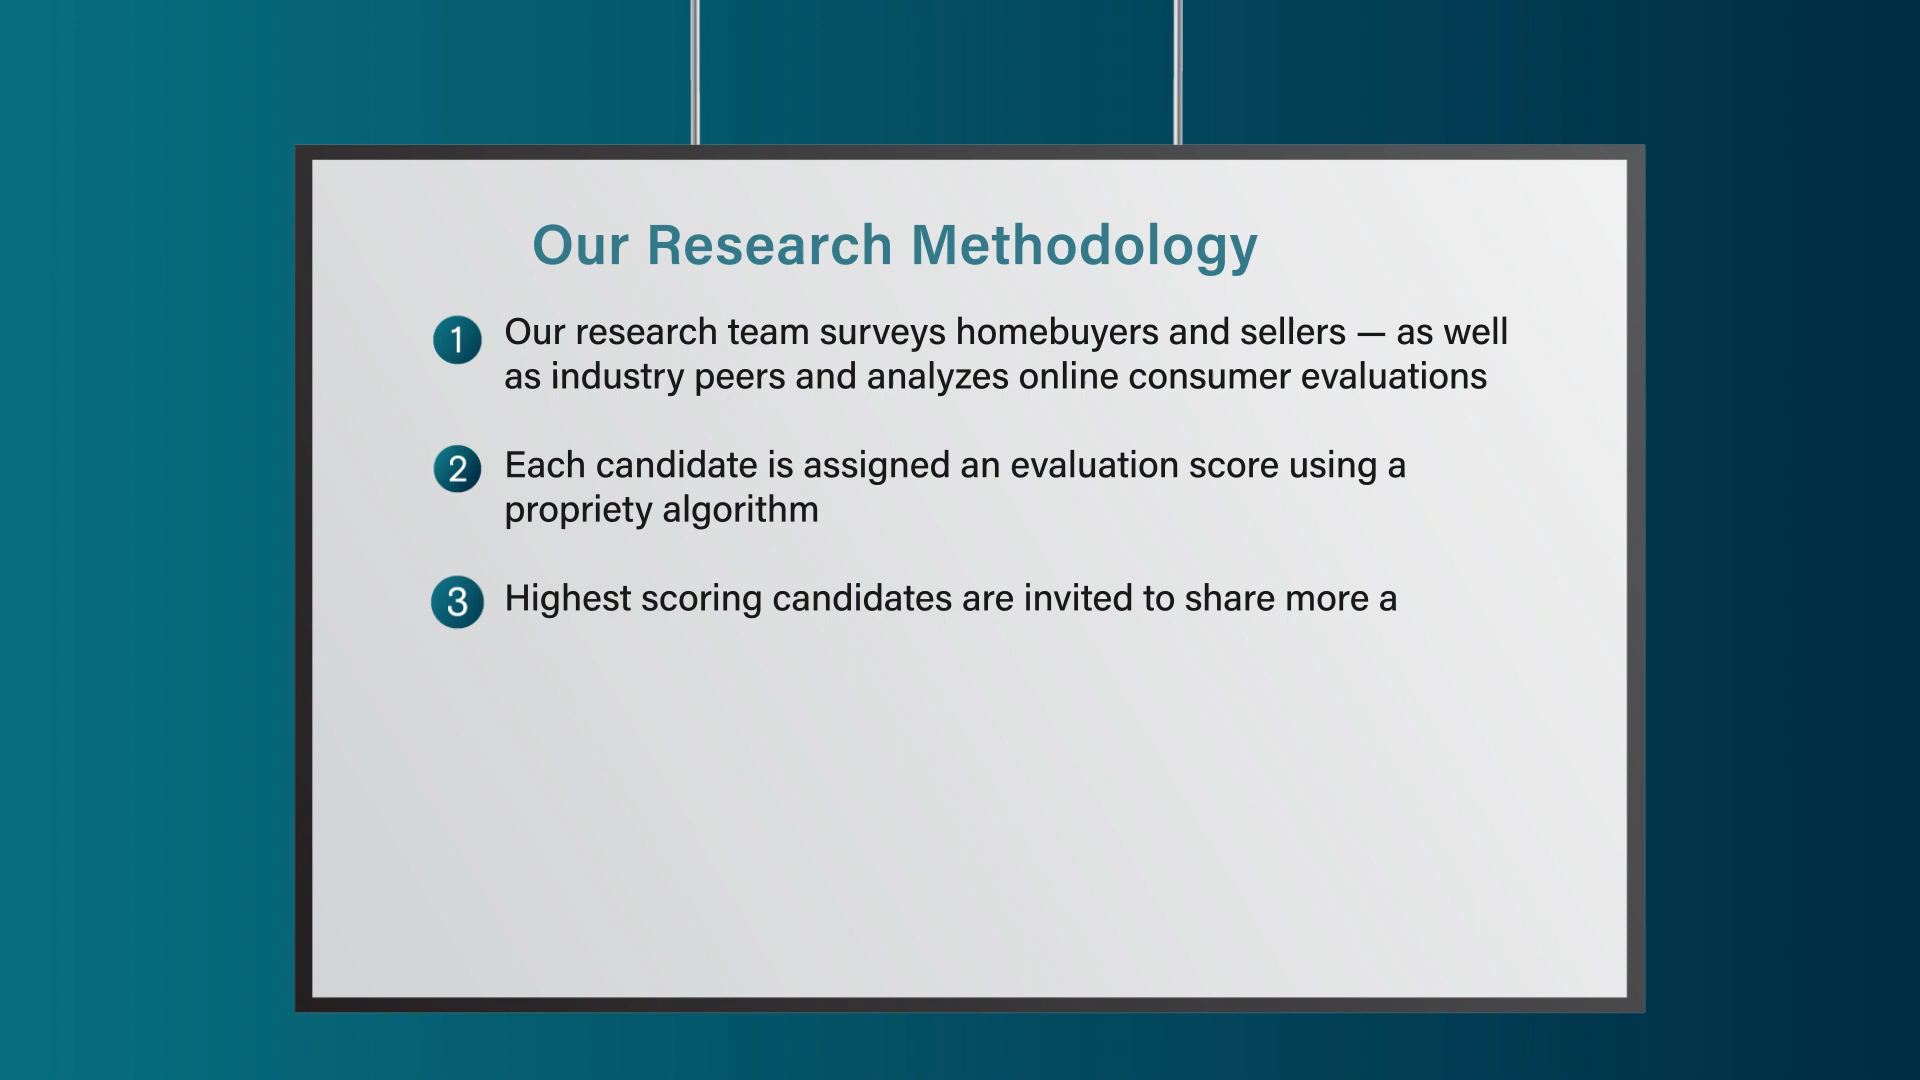 Our Research Methodology
1 Our research team surveys homebuyers and sellers — as well
as industry peers and analyzes online consumer evaluations
2 Each candidate is assigned an evaluation score using a
propriety algorithm
3 Highest scoring candidates are invited to share more a